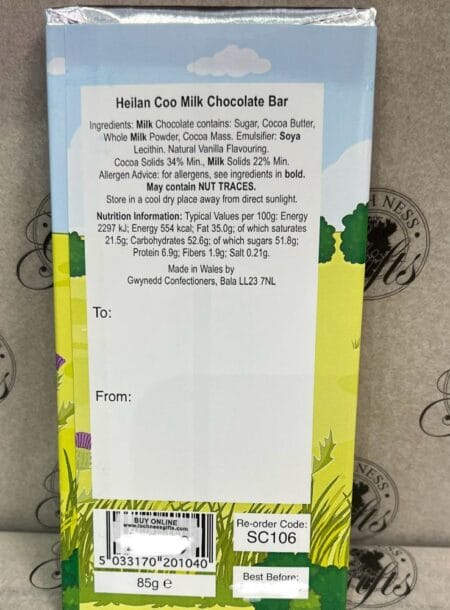 Heilan Coo Milk Chocolate Bar
Ingredients: Milk Chocolate contains: Sugar, Cocoa Butter,
Whole Milk Powder, Cocoa Mass. Emulsifier: Soya
Lecithin. Natural Vanilla Flavouring.
Cocoa Solids 34% Min., Milk Solids 22% Min.
Allergen Advice: for allergens, see ingredients in bold.
May contain NUT TRACES.
Store in a cool dry place away from direct sunlight.
Nutrition Information: Typical Values per 100g: Energy
2297 kJ; Energy 554 kcal; Fat 35.0g; of which saturates
21.5g; Carbohydrates 52.6g; of which sugars 51.8g;
Protein 6.9g; Fibres 1.9g; Salt 0.21g.
Made in Wales by
Gwynedd Confectioners, Bala LL23 7NL
To:
From:
BUY ONLINE
www.lochnessgifts.com
5 033170 201040
85g e
Re-order Code:
SC106
Best Before:
NESS
Gifts
NESS